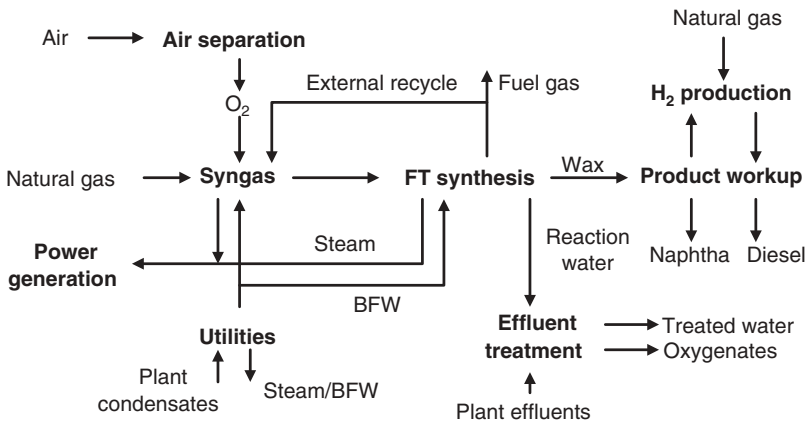 Natural gas
Air
Air separation
External recycle
Fuel gas
H2 production
O2
Wax
Natural gas
Syngas
FT synthesis
Product workup
Power
generation
Steam
Reaction
water
Naphtha
Diesel
BFW
Utilities
Effluent
treatment
Treated water
Oxygenates
Plant
condensates
Steam/BFW
Plant effluents